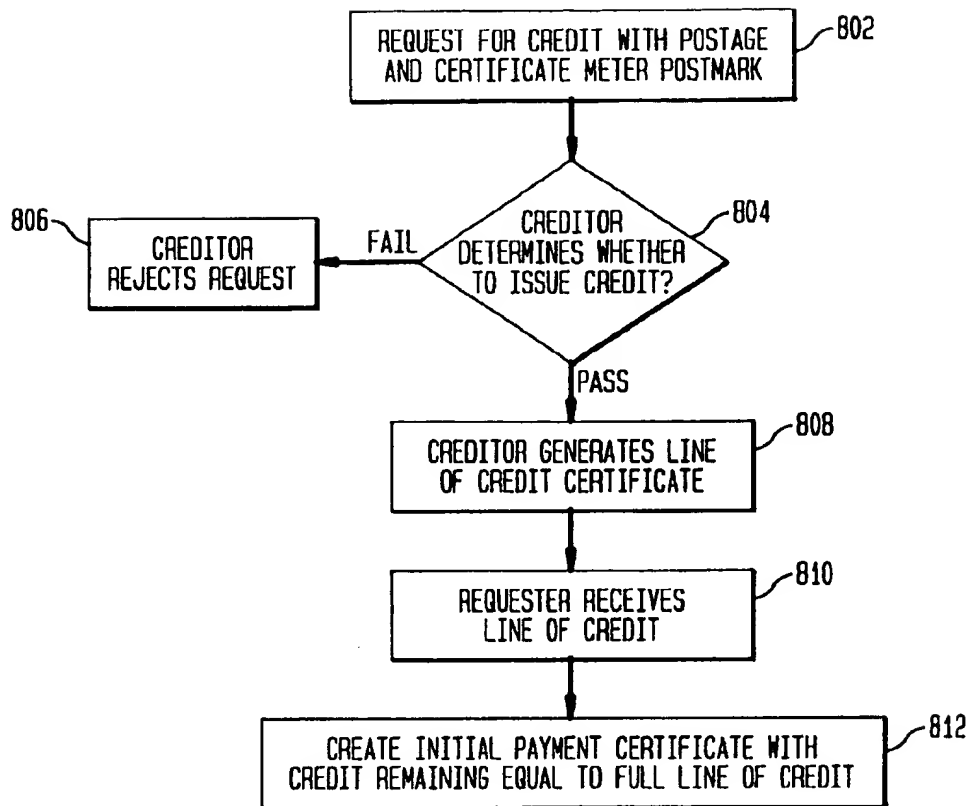 REQUEST FOR CREDIT WITH POSTAGE
AND CERTIFICATE METER POSTMARK
802
CREDITOR
DETERMINES WHETHER
TO ISSUE CREDIT?
804
FAIL
806
CREDITOR
REJECTS REQUEST
PASS
CREDITOR GENERATES LINE
OF CREDIT CERTIFICATE
808
REQUESTER RECEIVES
LINE OF CREDIT
810
CREATE INITIAL PAYMENT CERTIFICATE WITH
CREDIT REMAINING EQUAL TO FULL LINE OF CREDIT
812